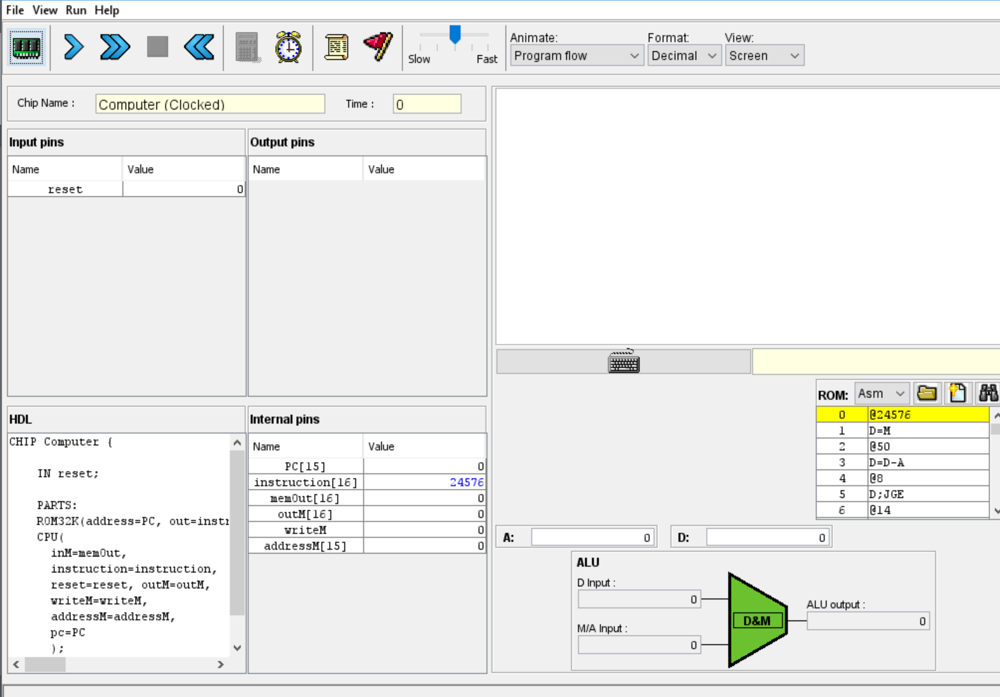 File View Run Help
Animate: Format: View:
Slow Fast Program flow Decimal Screen
Chip Name : Computer (Clocked) Time : 0
Input pins
Name Value
reset 0
Output pins
Name Value
HDL
CHIP Computer {
IN reset;
PARTS:
ROM32K(address=PC, out=instr
CPU(
inM=memOut,
instruction=instruction,
reset=reset, outM=outM,
writeM=writeM,
addressM=addressM,
pc=PC
);
Internal pins
Name Value
PC[15] 0
instruction[16] 24576
memOut[16] 0
outM[16] 0
writeM 0
addressM[15] 0
ROM: Asm
0 @24576
1 D=M
2 @50
3 D=D-A
4 @8
5 D;JGE
6 @14
A: 0 D: 0
ALU
D Input :
0
M/A Input :
0
D&M
ALU output :
0